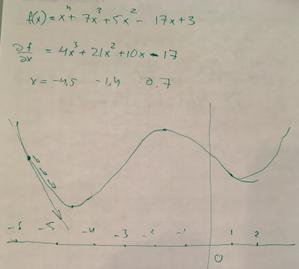 f(x) = x⁴ + 7x³ + 5x² - 17x + 3
∂f/∂x = 4x³ + 21x² + 10x - 17
x = -4,5 -1,4 0,7
-6 -5 -4 -3 -2 -1 1 2
0